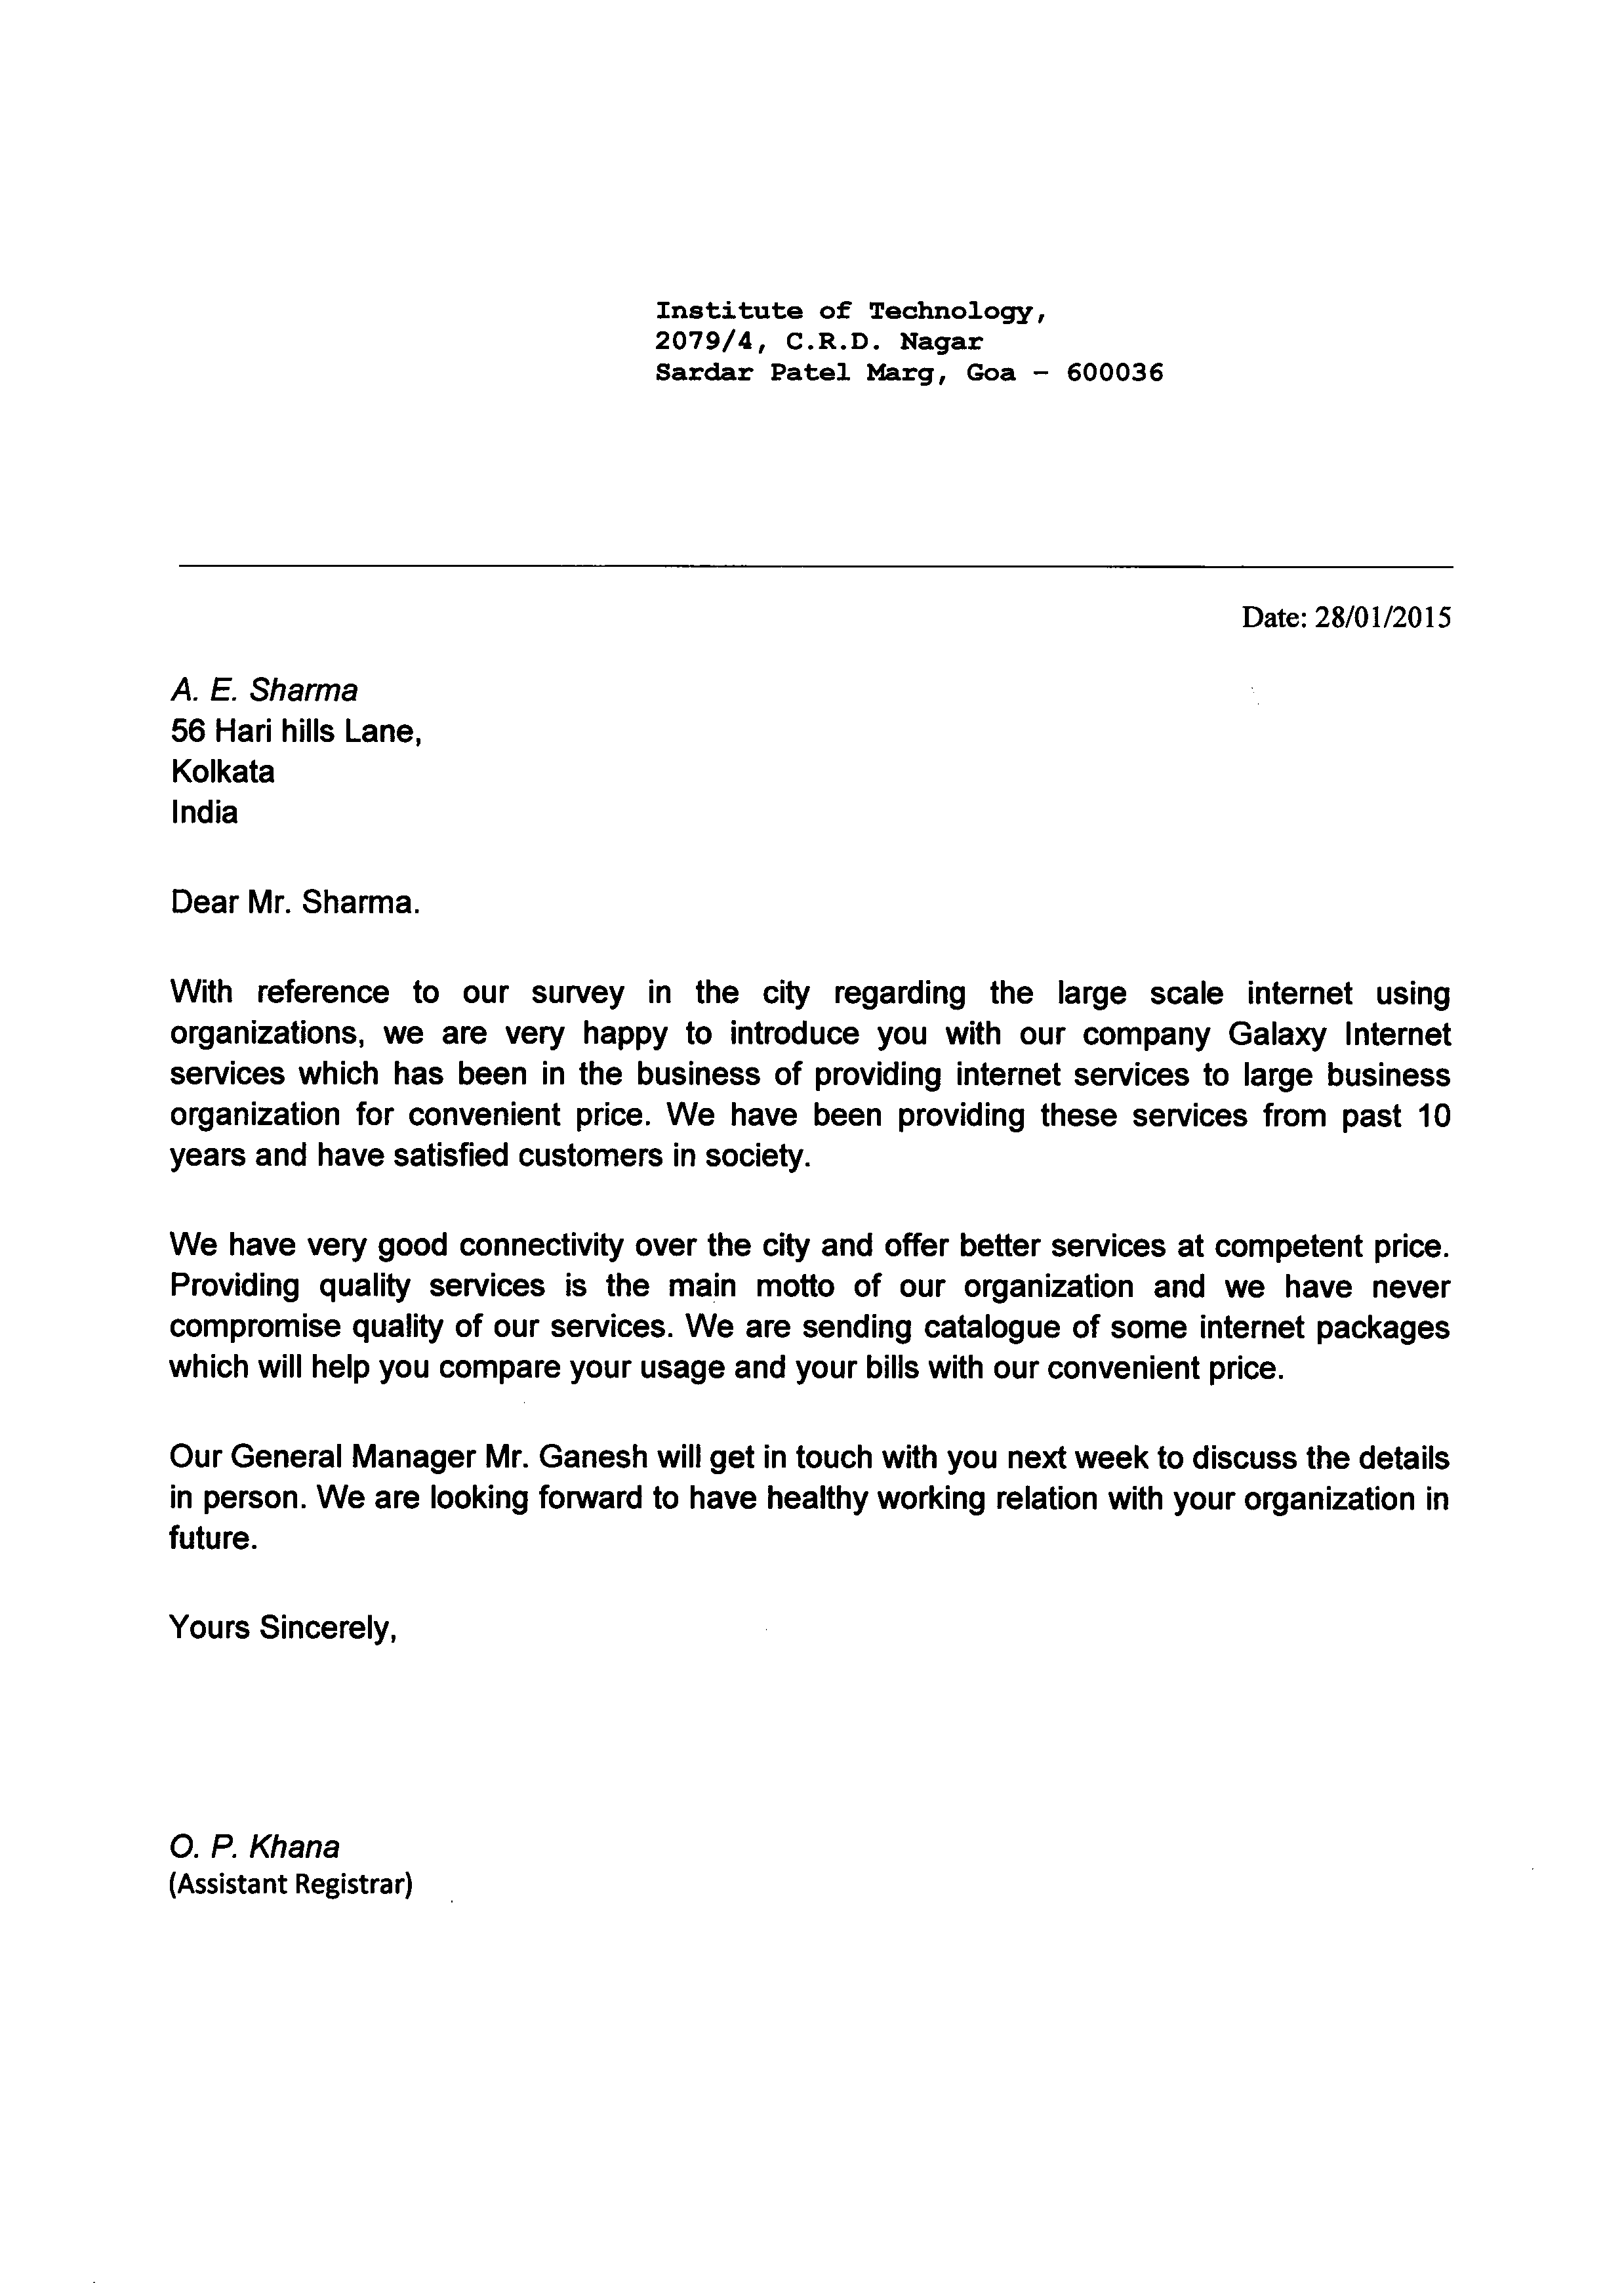 Institute of Technology,
2079/4, C.R.D. Nagar
Sardar Patel Marg, Goa - 600036
Date: 28/01/2015
A. E. Sharma
56 Hari hills Lane,
Kolkata
India
Dear Mr. Sharma.
With reference to our survey in the city regarding the large scale internet using
organizations, we are very happy to introduce you with our company Galaxy Internet
services which has been in the business of providing internet services to large business
organization for convenient price. We have been providing these services from past 10
years and have satisfied customers in society.
We have very good connectivity over the city and offer better services at competent price.
Providing quality services is the main motto of our organization and we have never
compromise quality of our services. We are sending catalogue of some internet packages
which will help you compare your usage and your bills with our convenient price.
Our General Manager Mr. Ganesh will get in touch with you next week to discuss the details
in person. We are looking forward to have healthy working relation with your organization in
future.
Yours Sincerely,
O. P. Khana
(Assistant Registrar)